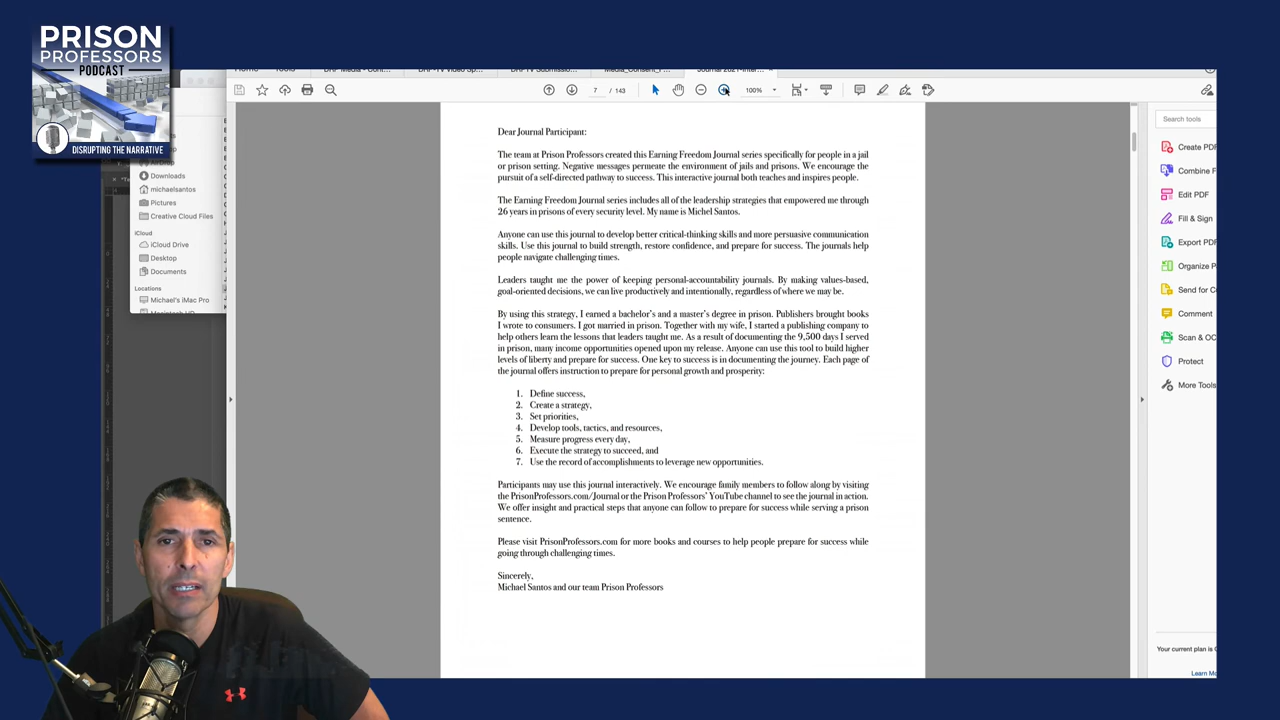 PRISON
PROFESSORS
PODCAST
DISRUPTING THE NARRATIVE
7 / 143
100%
Search tools
Downloads
michaelsantos
Pictures
Creative Cloud Files
iCloud
iCloud Drive
Desktop
Documents
Locations
Michael's iMac Pro
Dear Journal Participant:
The team at Prison Professors created this Earning Freedom Journal series specifically for people in a jail
or prison setting. Negative messages permeate the environment of jails and prisons. We encourage the
pursuit of a self-directed pathway to success. This interactive journal both teaches and inspires people.
The Earning Freedom Journal series includes all of the leadership strategies that empowered me through
26 years in prisons of every security level. My name is Michel Santos.
Anyone can use this journal to develop better critical-thinking skills and more persuasive communication
skills. Use this journal to build strength, restore confidence, and prepare for success. The journals help
people navigate challenging times.
Leaders taught me the power of keeping personal-accountability journals. By making values-based,
goal-oriented decisions, we can live productively and intentionally, regardless of where we may be.
By using this strategy, I earned a bachelor's and a master's degree in prison. Publishers brought books
I wrote to consumers. I got married in prison. Together with my wife, I started a publishing company to
help others learn the lessons that leaders taught me. As a result of documenting the 9,500 days I served
in prison, many income opportunities opened upon my release. Anyone can use this tool to build higher
levels of liberty and prepare for success. One key to success is in documenting the journey. Each page of
the journal offers instruction to prepare for personal growth and prosperity:
1. Define success,
2. Create a strategy,
3. Set priorities,
4. Develop tools, tactics, and resources,
5. Measure progress every day,
6. Execute the strategy to succeed, and
7. Use the record of accomplishments to leverage new opportunities.
Participants may use this journal interactively. We encourage family members to follow along by visiting
the PrisonProfessors.com/Journal or the Prison Professors' YouTube channel to see the journal in action.
We offer insight and practical steps that anyone can follow to prepare for success while serving a prison
sentence.
Please visit PrisonProfessors.com for more books and courses to help people prepare for success while
going through challenging times.
Sincerely,
Michael Santos and our team Prison Professors
Create PDF
Combine F
Edit PDF
Fill & Sign
Export PDF
Organize P
Send for C
Comment
Scan & OC
Protect
More Tools
Your current plan is
Learn Mo